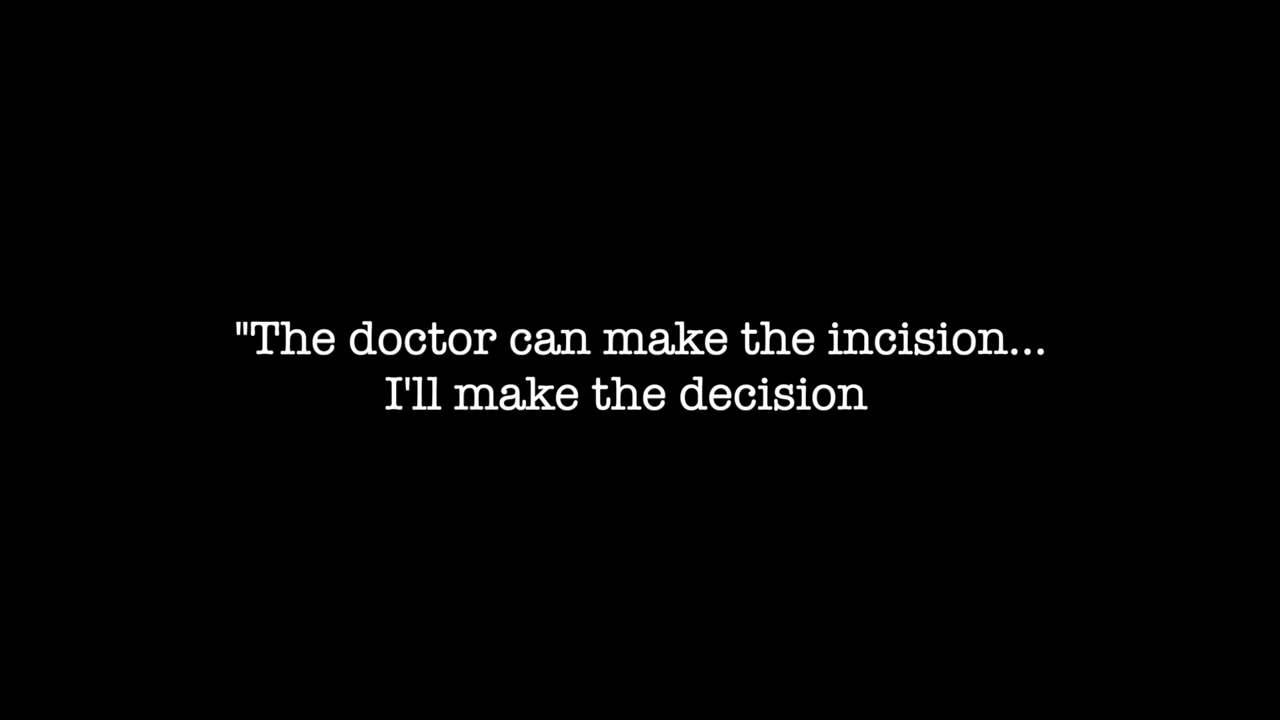 "The doctor can make the incision...
I'll make the decision